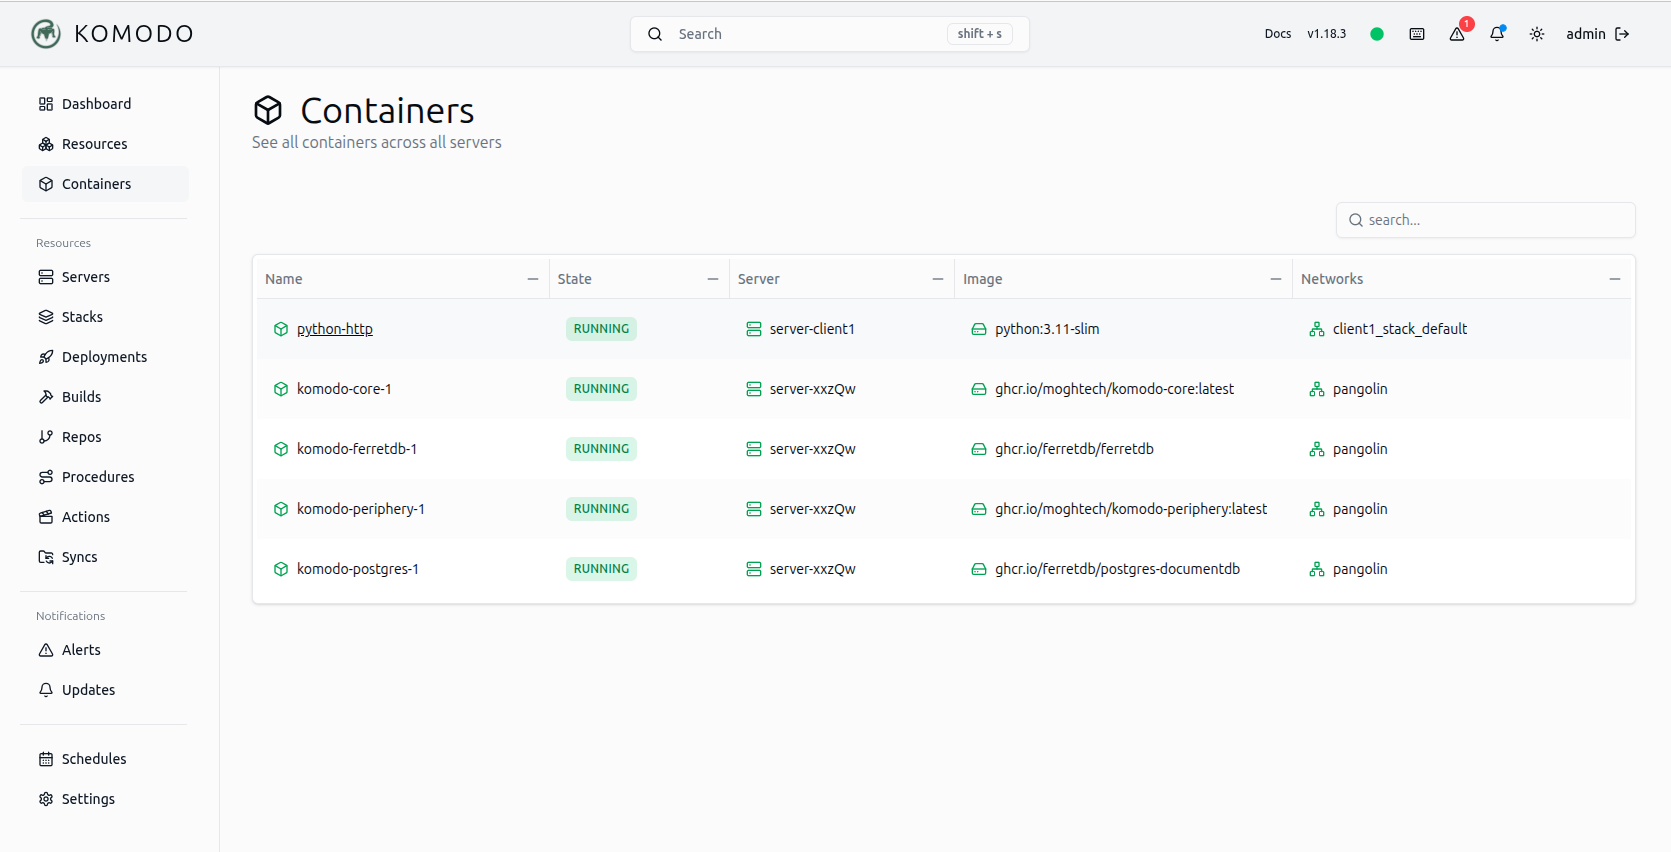 KOMODO
Search shift + s
Docs v1.18.3 1 admin
Dashboard
Resources
Containers
Resources
Servers
Stacks
Deployments
Builds
Repos
Procedures
Actions
Syncs
Notifications
Alerts
Updates
Schedules
Settings
Containers
See all containers across all servers
search...
Name State Server Image Networks
python-http RUNNING server-client1 python:3.11-slim client1_stack_default
komodo-core-1 RUNNING server-xxzQw ghcr.io/moghtech/komodo-core:latest pangolin
komodo-ferretdb-1 RUNNING server-xxzQw ghcr.io/ferretdb/ferretdb pangolin
komodo-periphery-1 RUNNING server-xxzQw ghcr.io/moghtech/komodo-periphery:latest pangolin
komodo-postgres-1 RUNNING server-xxzQw ghcr.io/ferretdb/postgres-documentdb pangolin